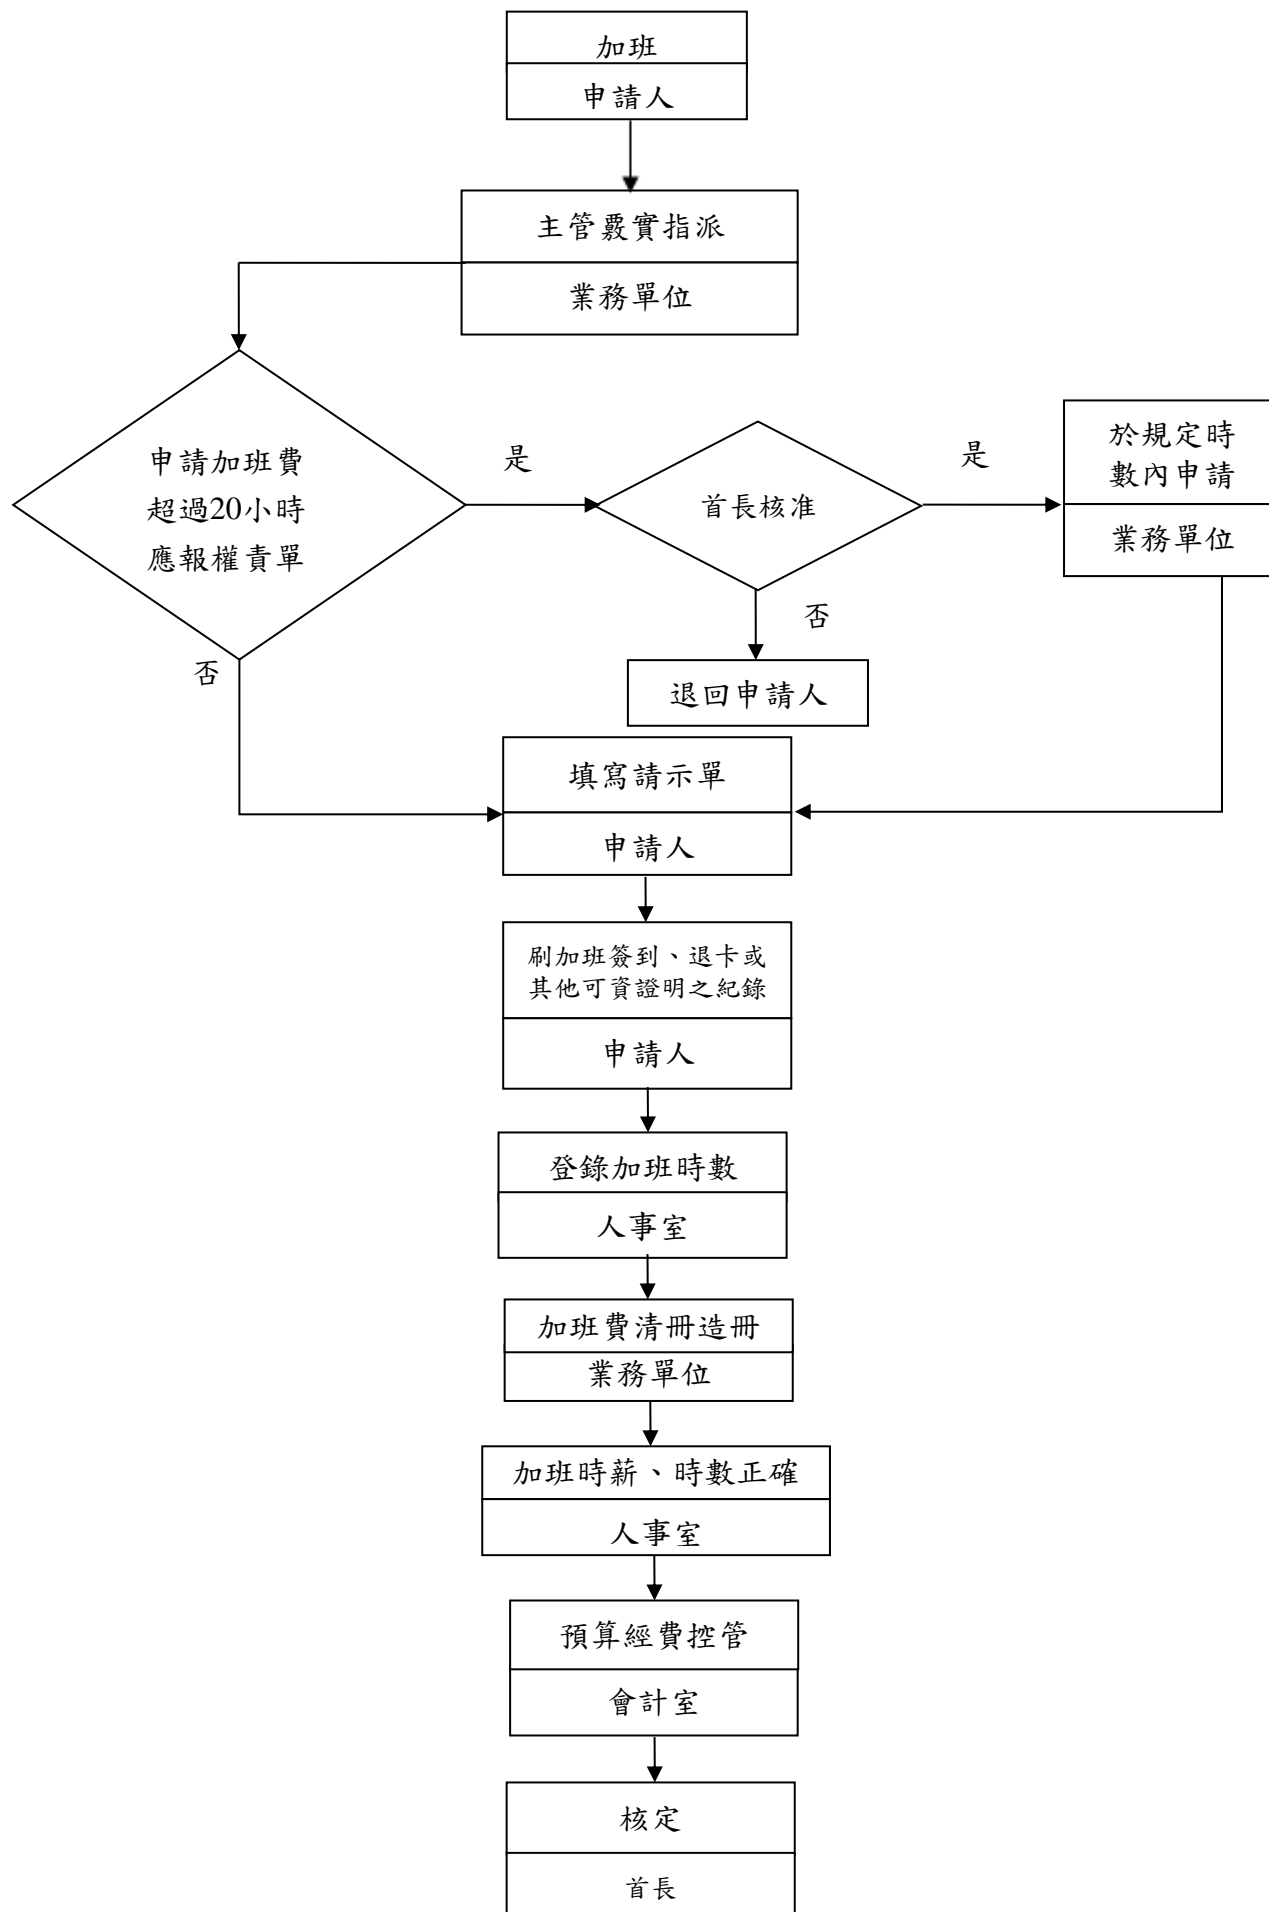 加班
申請人
主管覈實指派
業務單位
申請加班費
超過20小時
應報權責單
是
首長核准
是
於規定時
數內申請
業務單位
否
否
退回申請人
填寫請示單
申請人
刷加班簽到、退卡或
其他可資證明之紀錄
申請人
登錄加班時數
人事室
加班費清冊造冊
業務單位
加班時薪、時數正確
人事室
預算經費控管
會計室
核定
首長